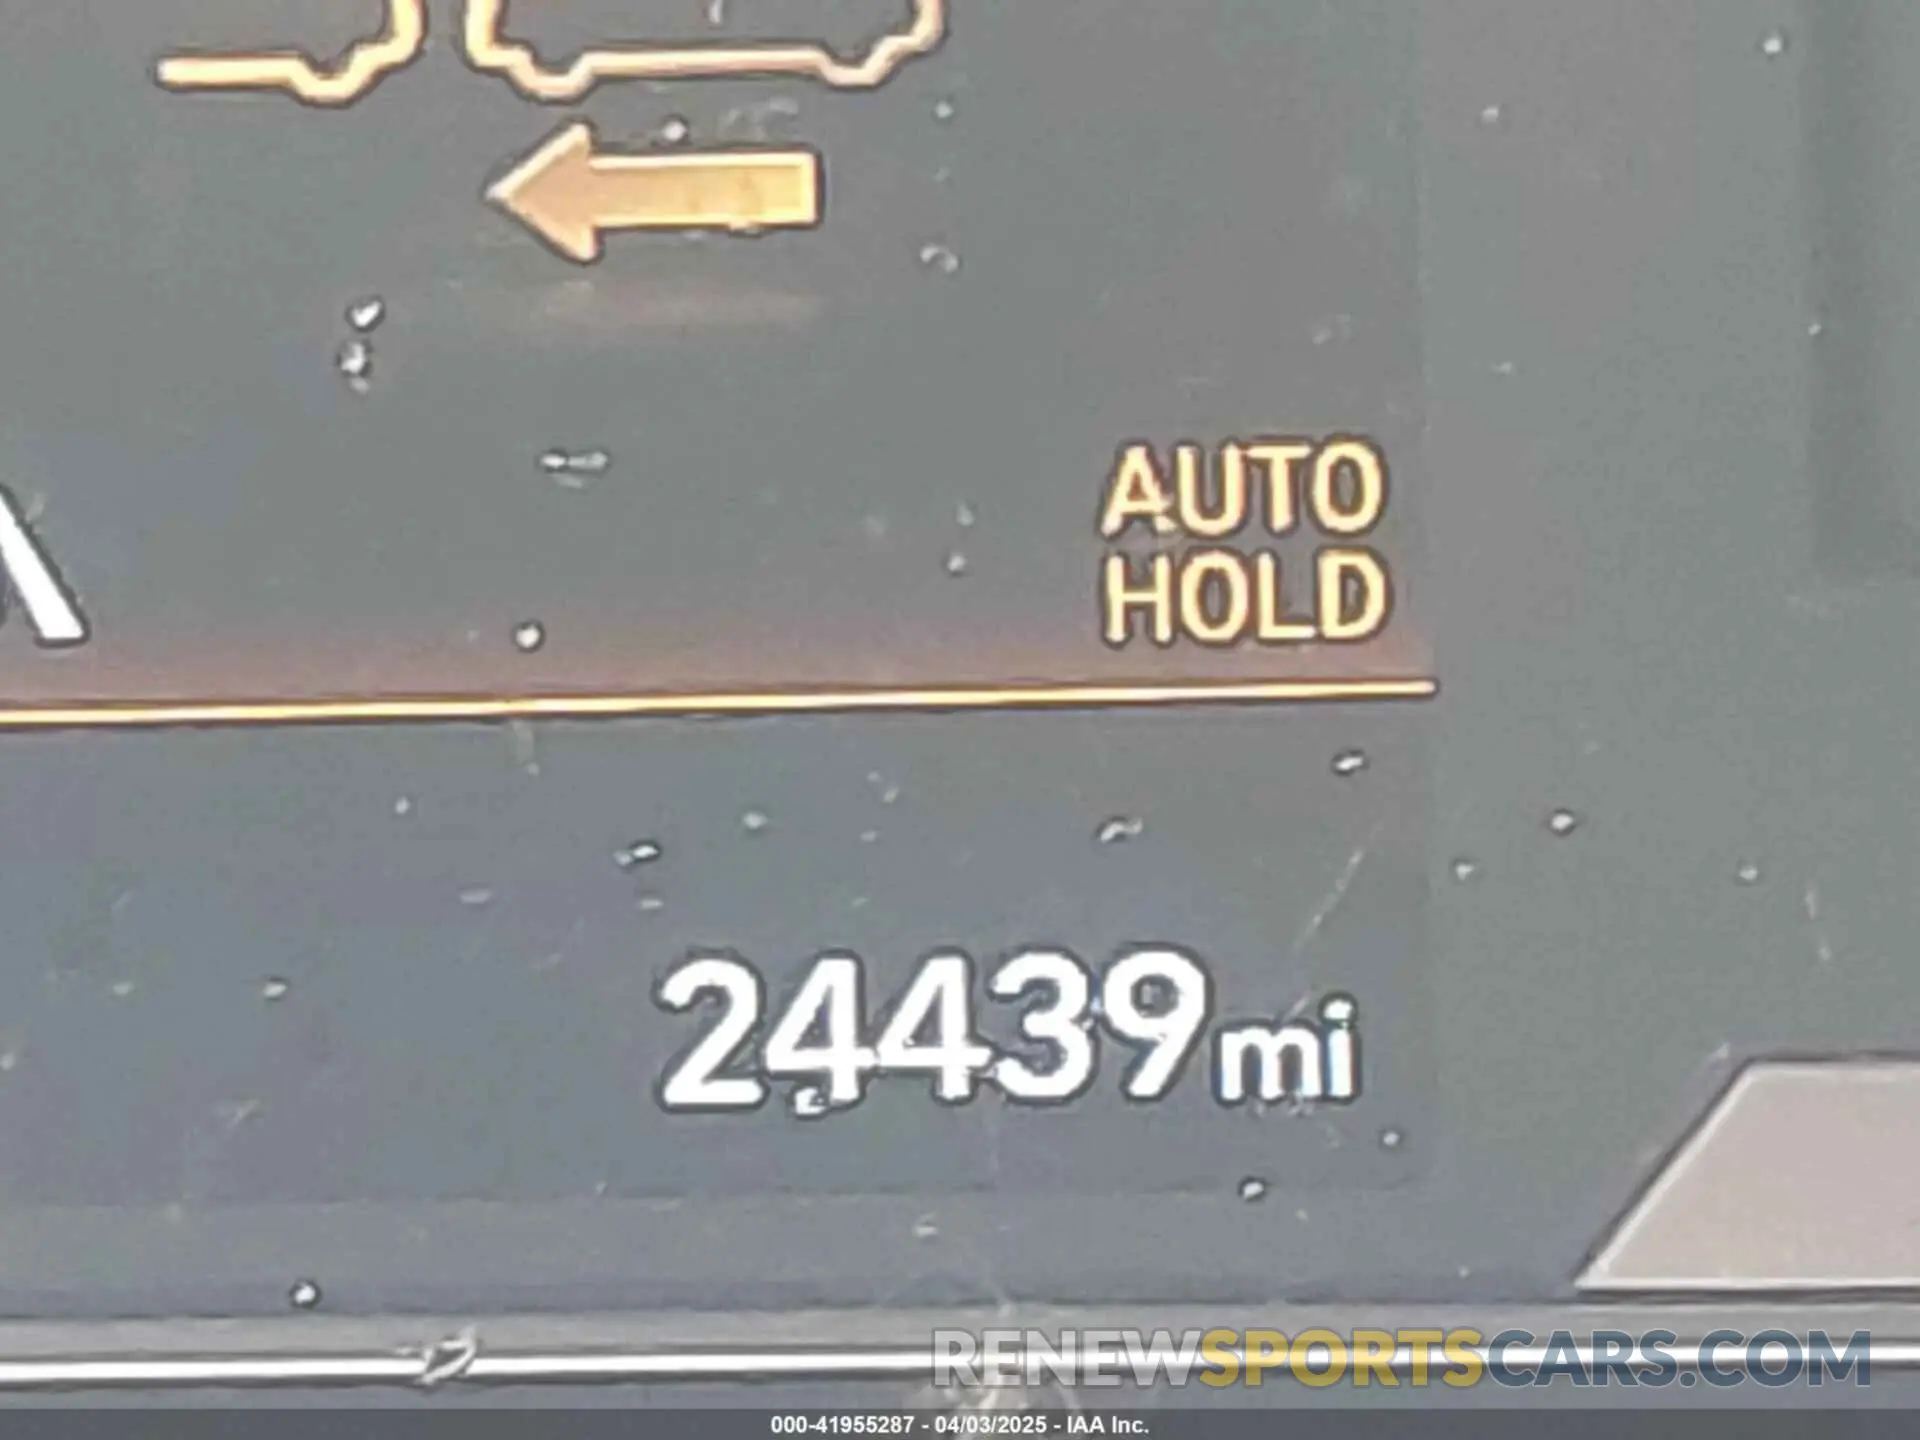 AUTO
HOLD
24439mi
RENEWSPORTSCARS.COM
000-41955287 - 04/03/2025 - IAA Inc.